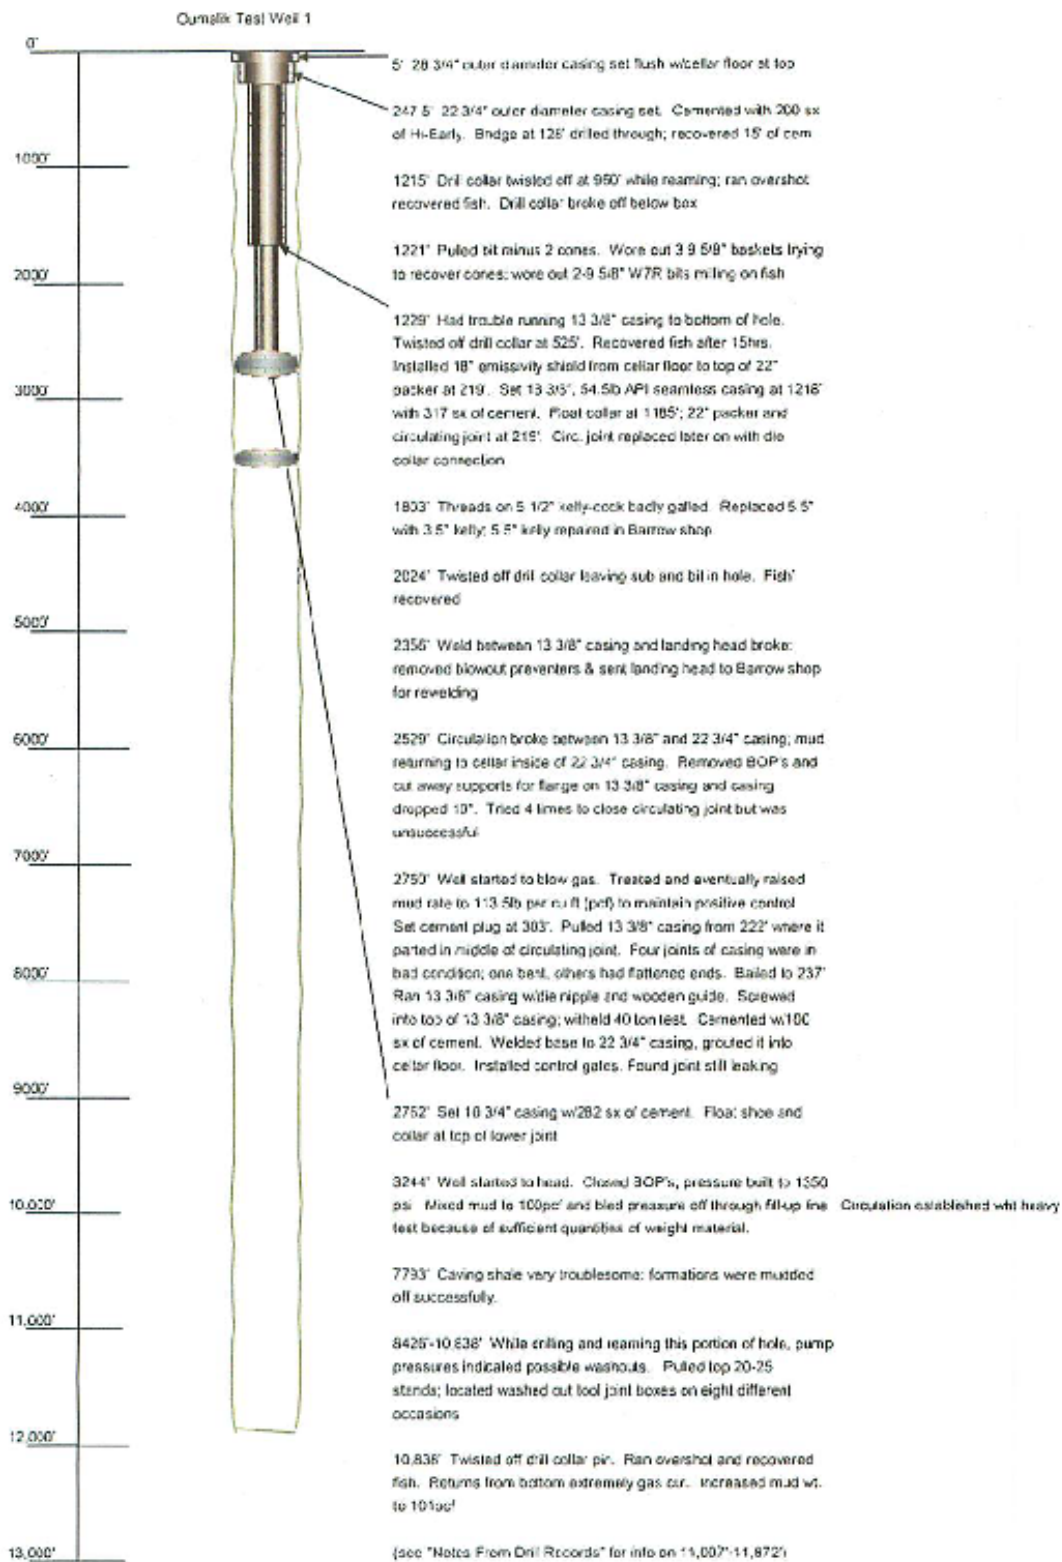 Oumalik Test Well 1
0'
1000'
2000'
3000'
4000'
5000'
6000'
7000'
8000'
9000'
10,000'
11,000'
12,000'
13,000'
5' 28 3/4" outer diameter casing set flush w/cellar floor at top
247.5' 22 3/4" outer diameter casing set. Cemented with 200 sx
of Hi-Early. Bridge at 128' drilled through; recovered 15' of cem
1215' Drill collar twisted off at 950' while reaming; ran overshot
recovered fish. Drill collar broke off below box
1221' Pulled bit minus 2 cones. Wore out 3 9 5/8" baskets trying
to recover cones; wore out 2-9 5/8" W7R bits milling on fish
1229' Had trouble running 13 3/8" casing to bottom of hole.
Twisted off drill collar at 525'. Recovered fish after 15hrs.
Installed 18" emissivity shield from cellar floor to top of 22"
packer at 219'. Set 13 3/8", 54.5lb API seamless casing at 1218'
with 317 sx of cement. Float collar at 1185'; 22" packer and
circulating joint at 219'. Circ. joint replaced later on with die
collar connection
1803' Threads on 5 1/2" kelly-cock badly galled. Replaced 5.5"
with 3.5" kelly; 5.5" kelly repaired in Barrow shop
2024' Twisted off drill collar leaving sub and bit in hole. Fish'
recovered
2356' Weld between 13 3/8" casing and landing head broke:
removed blowout preventers & sent landing head to Barrow shop
for rewelding
2529' Circulation broke between 13 3/8" and 22 3/4" casing; mud
returning to cellar inside of 22 3/4" casing. Removed BOP's and
cut away supports for flange on 13 3/8" casing and casing
dropped 10". Tried 4 times to close circulating joint but was
unsuccessful
2750' Well started to blow gas. Treated and eventually raised
mud rate to 113.5lb per cu ft (pcf) to maintain positive control
Set cement plug at 303'. Pulled 13 3/8" casing from 222' where it
parted in middle of circulating joint. Four joints of casing were in
bad condition; one bent, others had flattened ends. Bailed to 237'
Ran 13 3/8" casing w/die nipple and wooden guide. Screwed
into top of 13 3/8" casing; witheld 40 ton test. Cemented w/100
sx of cement. Welded base to 22 3/4" casing, grouted it into
cellar floor. Installed control gates. Found joint still leaking
2762' Set 10 3/4" casing w/282 sx of cement. Float shoe and
collar at top of lower joint
3244' Well started to head. Closed BOP's, pressure built to 1350
psi Mixed mud to 100pcf and bled pressure off through fill-up line Circulation established wht heavy
test because of sufficient quantities of weight material.
7793' Caving shale very troublesome; formations were mudded
off successfully.
8426'-10,838' While drilling and reaming this portion of hole, pump
pressures indicated possible washouts. Pulled top 20-25
stands; located washed out tool joint boxes on eight different
occasions
10,838' Twisted off drill collar pin. Ran overshot and recovered
fish. Returns from bottom extremely gas cut. Increased mud wt.
to 101pcf
(see "Notes From Drill Records" for info on 11,007'-11,872')